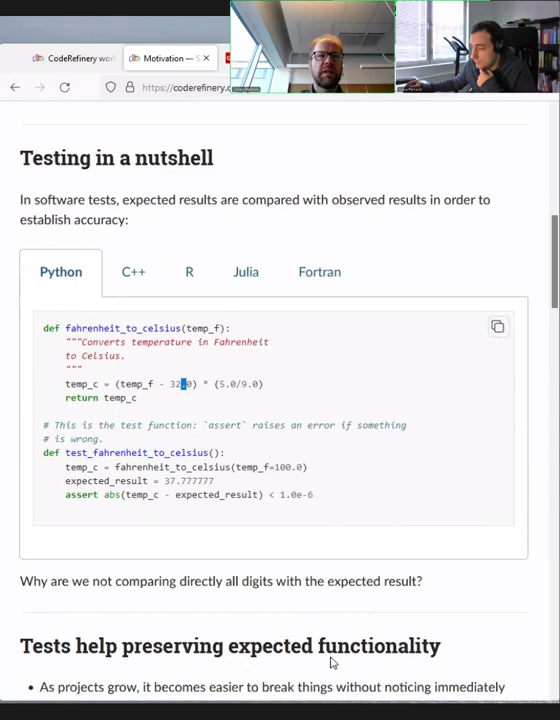 CodeRefinery wor
Motivation — S
https://coderefinery.
Testing in a nutshell
In software tests, expected results are compared with observed results in order to
establish accuracy:
Python C++ R Julia Fortran
def fahrenheit_to_celsius(temp_f):
"""Converts temperature in Fahrenheit
to Celsius.
"""
temp_c = (temp_f - 32.0) * (5.0/9.0)
return temp_c
# This is the test function: `assert` raises an error if something
# is wrong.
def test_fahrenheit_to_celsius():
temp_c = fahrenheit_to_celsius(temp_f=100.0)
expected_result = 37.777777
assert abs(temp_c - expected_result) < 1.0e-6
Why are we not comparing directly all digits with the expected result?
Tests help preserving expected functionality
• As projects grow, it becomes easier to break things without noticing immediately